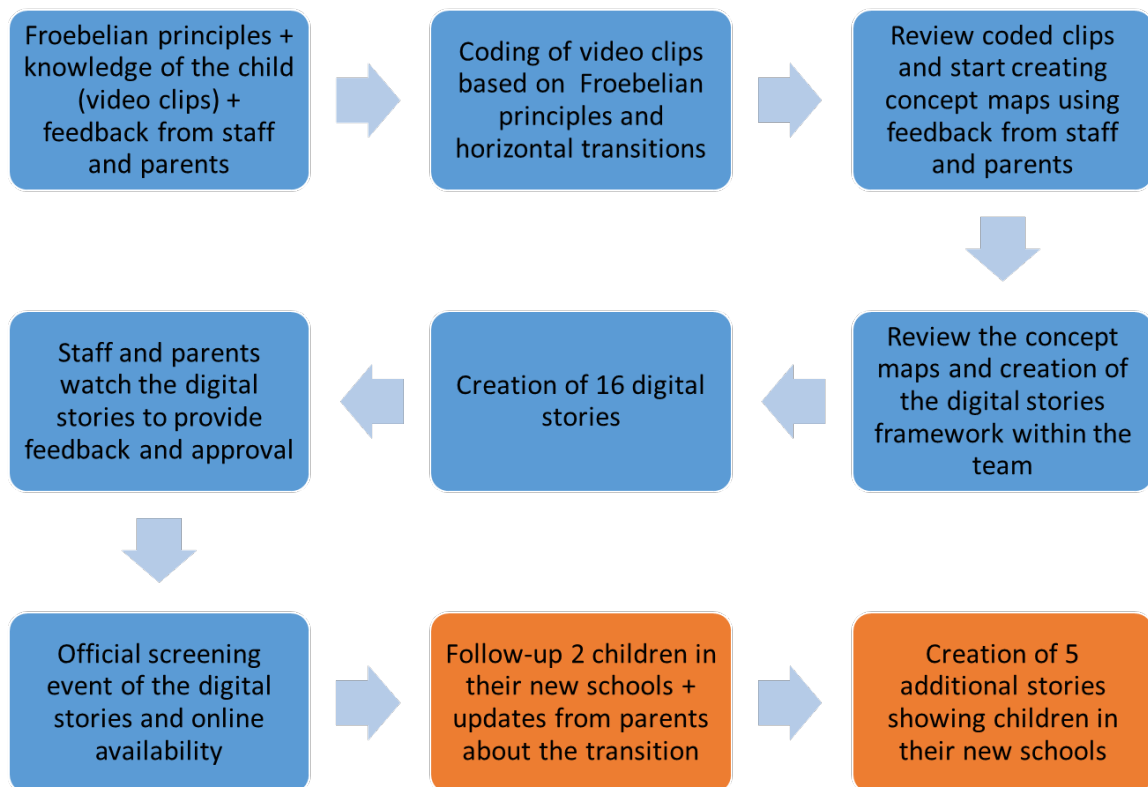 Froebelian principles +
knowledge of the child
(video clips) +
feedback from staff
and parents
Coding of video clips
based on Froebelian
principles and
horizontal transitions
Review coded clips
and start creating
concept maps using
feedback from staff
and parents
Review the concept
maps and creation of
the digital stories
framework within the
team
Creation of 16 digital
stories
Staff and parents
watch the digital
stories to provide
feedback and approval
Official screening
event of the digital
stories and online
availability
Follow-up 2 children in
their new schools +
updates from parents
about the transition
Creation of 5
additional stories
showing children in
their new schools